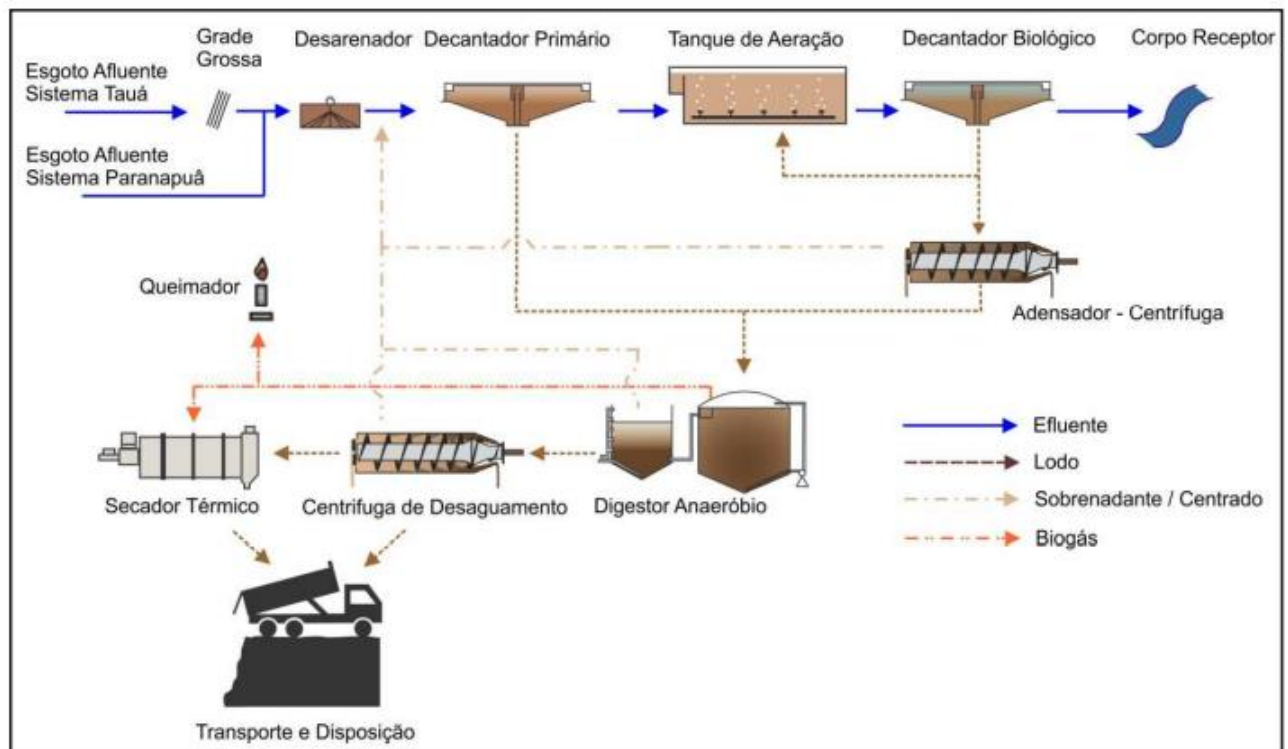 Grade
Grossa
Desarenador
Decantador Primário
Tanque de Aeração
Decantador Biológico
Corpo Receptor
Esgoto Afluente
Sistema Tauá
Esgoto Afluente
Sistema Paranapuâ
Queimador
Adensador - Centrífuga
Secador Térmico
Centrifuga de Desaguamento
Digestor Anaeróbio
Efluente
Lodo
Sobrenadante / Centrado
Biogás
Transporte e Disposição